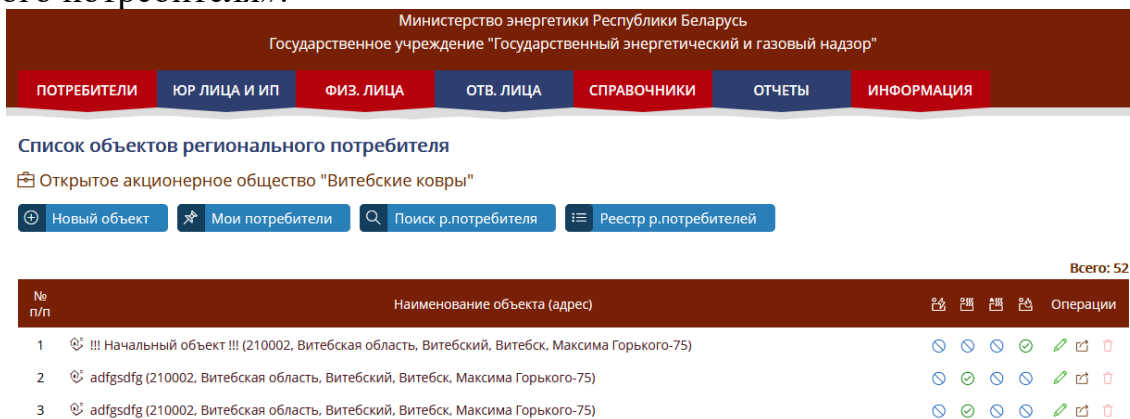 ого потребителя».
Министерство энергетики Республики Беларусь
Государственное учреждение "Государственный энергетический и газовый надзор"
ПОТРЕБИТЕЛИ ЮР ЛИЦА И ИП ФИЗ. ЛИЦА ОТВ. ЛИЦА СПРАВОЧНИКИ ОТЧЕТЫ ИНФОРМАЦИЯ
Список объектов регионального потребителя
Открытое акционерное общество "Витебские ковры"
Новый объект Мои потребители Поиск р.потребителя Реестр р.потребителей
Всего: 52
№ п/п Наименование объекта (адрес) Операции
1 !!! Начальный объект !!! (210002, Витебская область, Витебский, Витебск, Максима Горького-75)
2 adfgsdfg (210002, Витебская область, Витебский, Витебск, Максима Горького-75)
3 adfgsdfg (210002, Витебская область, Витебский, Витебск, Максима Горького-75)